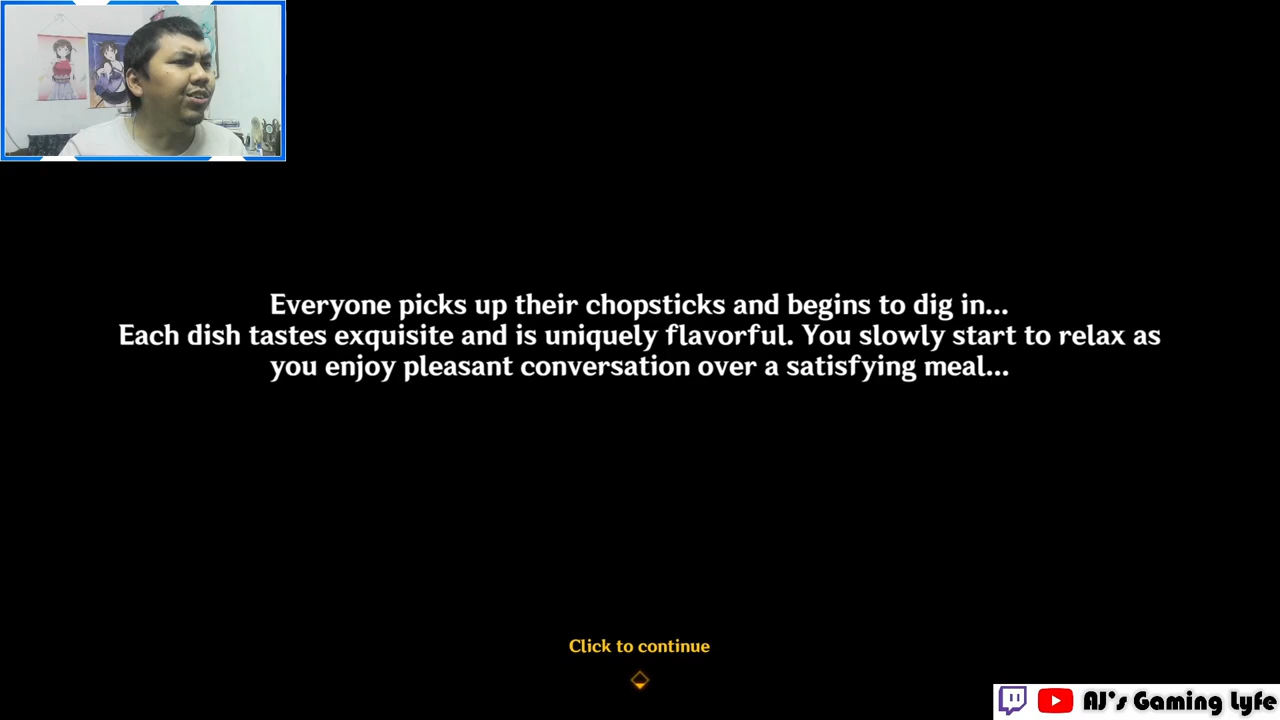 Everyone picks up their chopsticks and begins to dig in...
Each dish tastes exquisite and is uniquely flavorful. You slowly start to relax as
you enjoy pleasant conversation over a satisfying meal...
Click to continue
AJ's Gaming Lyfe